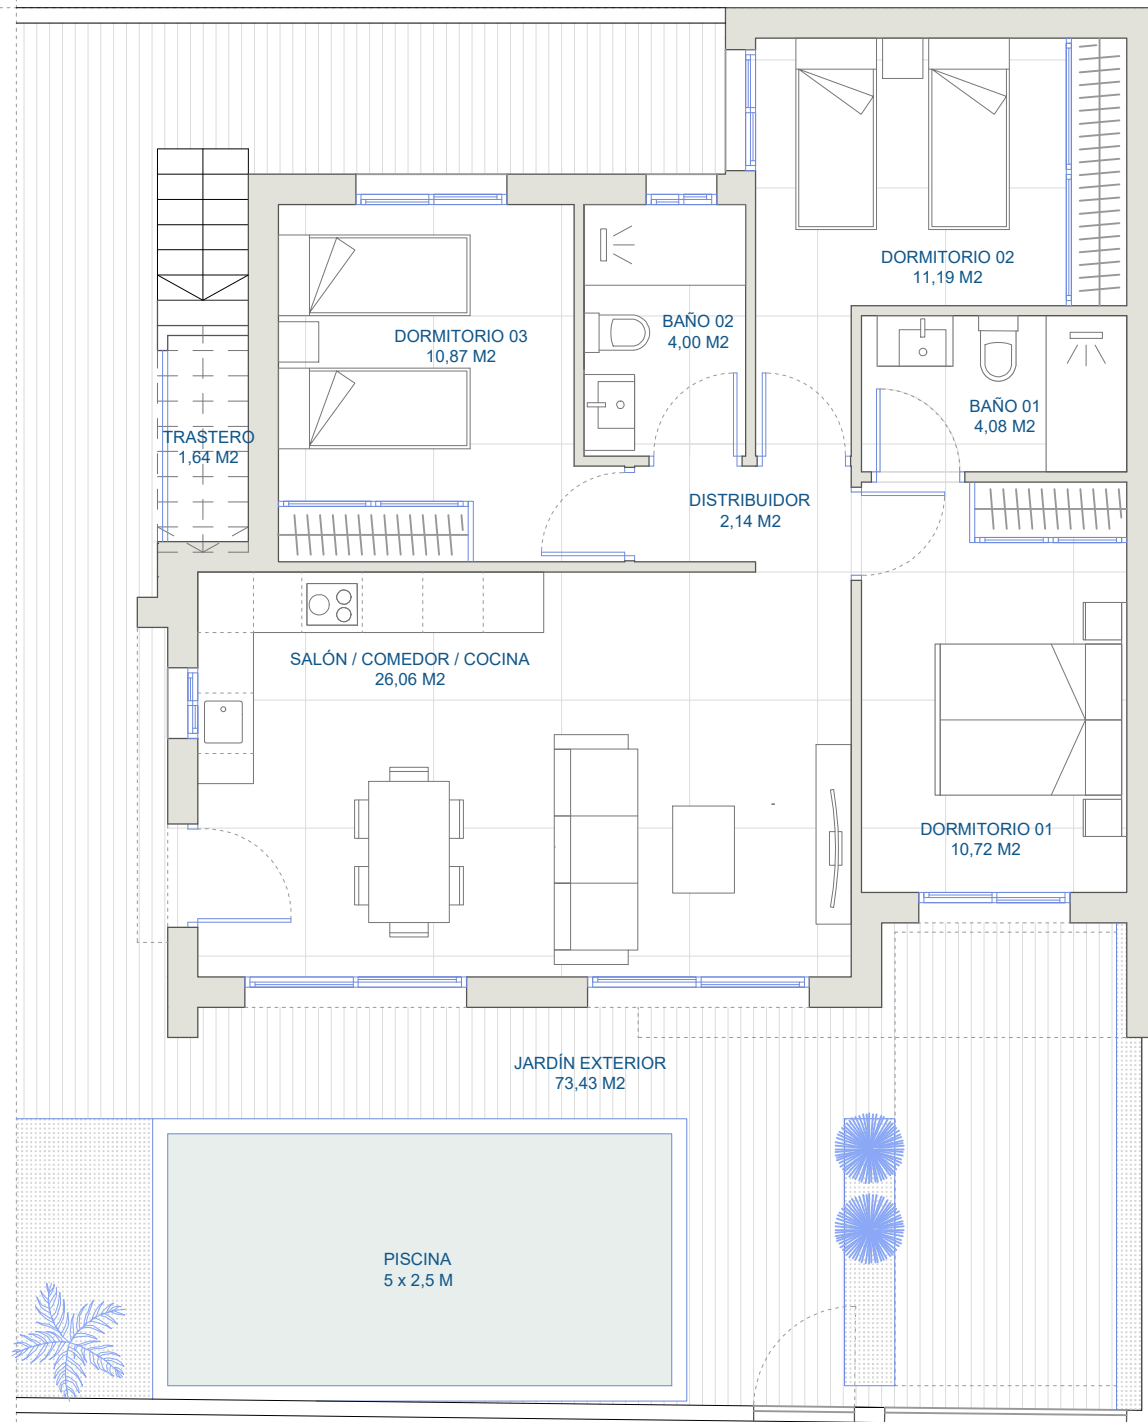 DORMITORIO 02
11,19 M2
DORMITORIO 03
10,87 M2
BAÑO 02
4,00 M2
BAÑO 01
4,08 M2
TRASTERO
1,64 M2
DISTRIBUIDOR
2,14 M2
SALÓN / COMEDOR / COCINA
26,06 M2
DORMITORIO 01
10,72 M2
JARDÍN EXTERIOR
73,43 M2
PISCINA
5 x 2,5 M